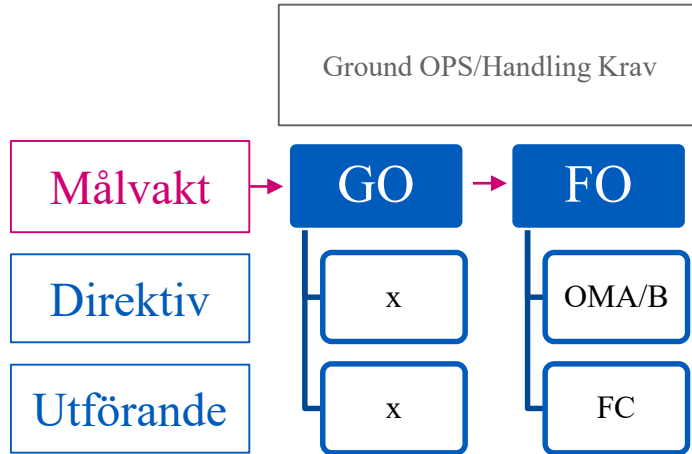 Ground OPS/Handling Krav
Målvakt
GO
FO
Direktiv
x
OMA/B
Utförande
x
FC